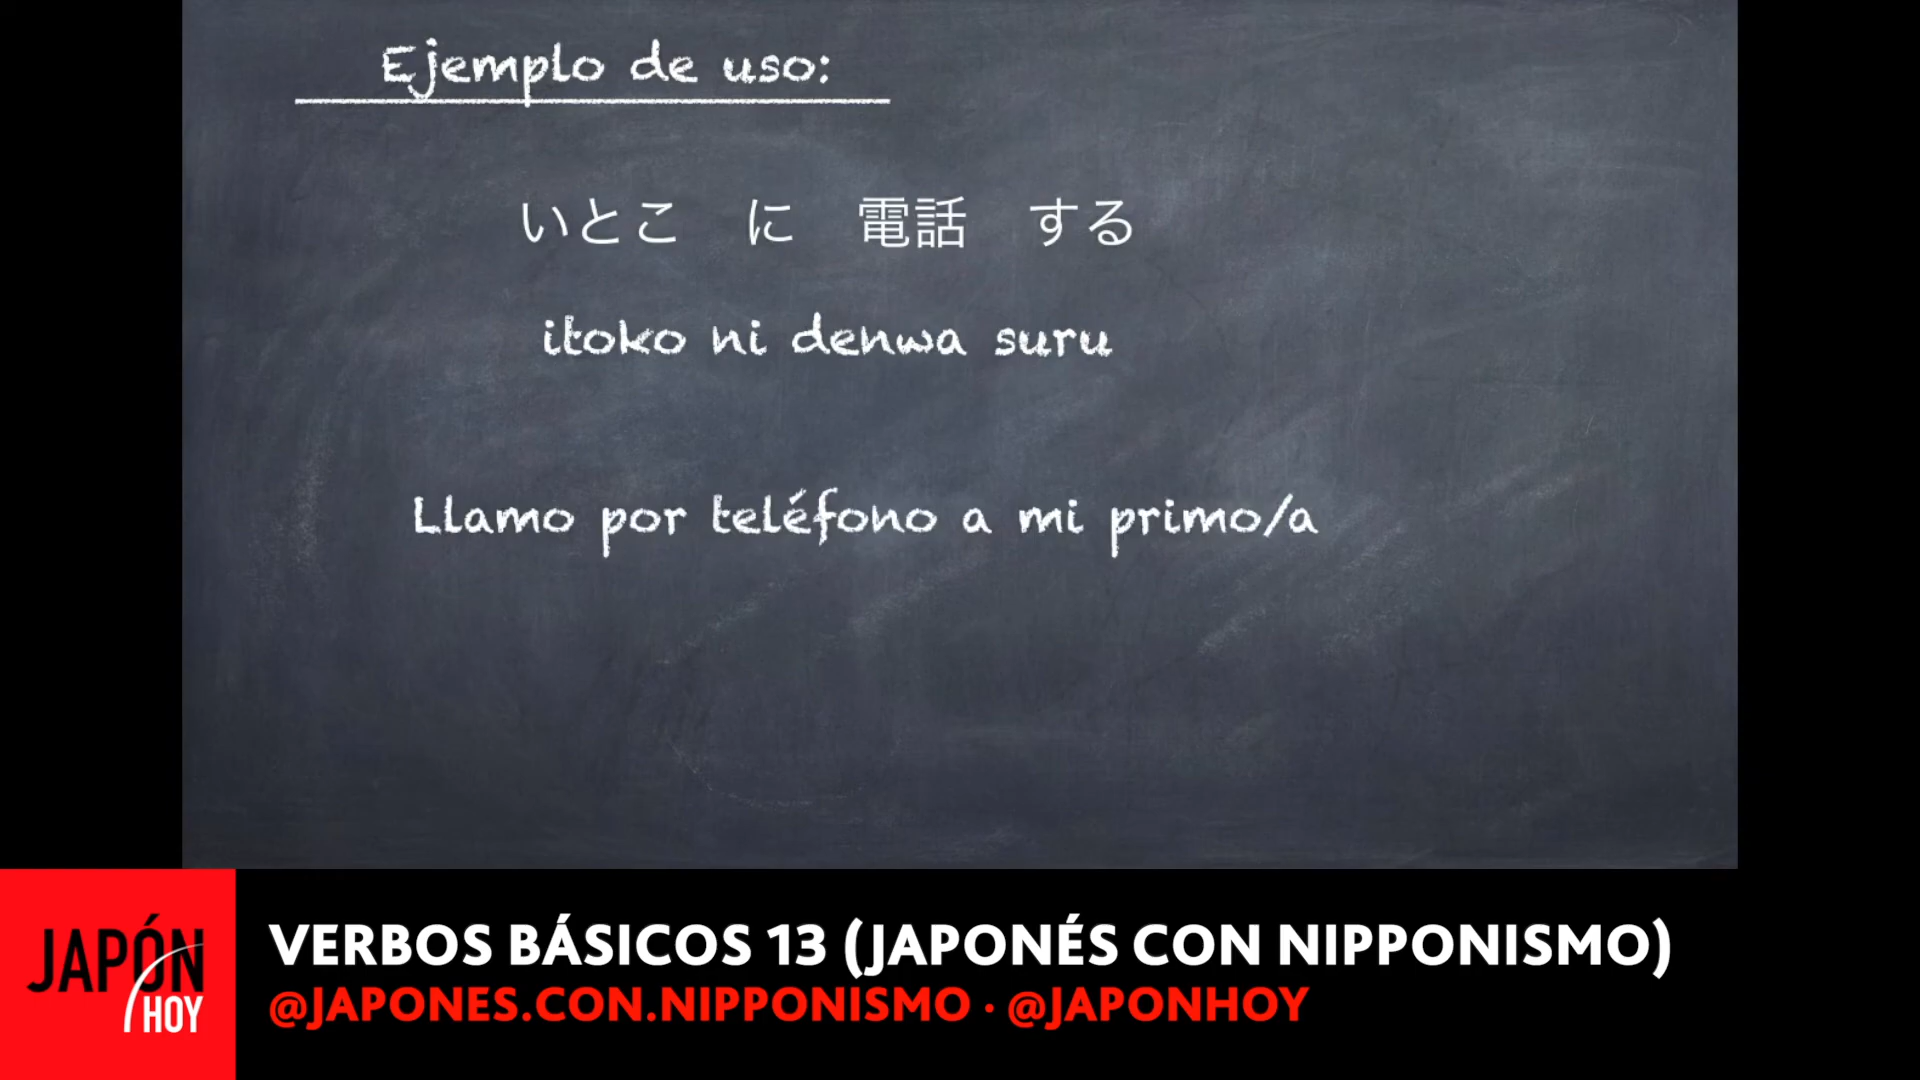 Ejemplo de uso:
いとこ　に　電話　する
itoko ni denwa suru
Llamo por teléfono a mi primo/a
JAPÓN
HOY
VERBOS BÁSICOS 13 (JAPONÉS CON NIPPONISMO)
@JAPONES.CON.NIPPONISMO · @JAPONHOY